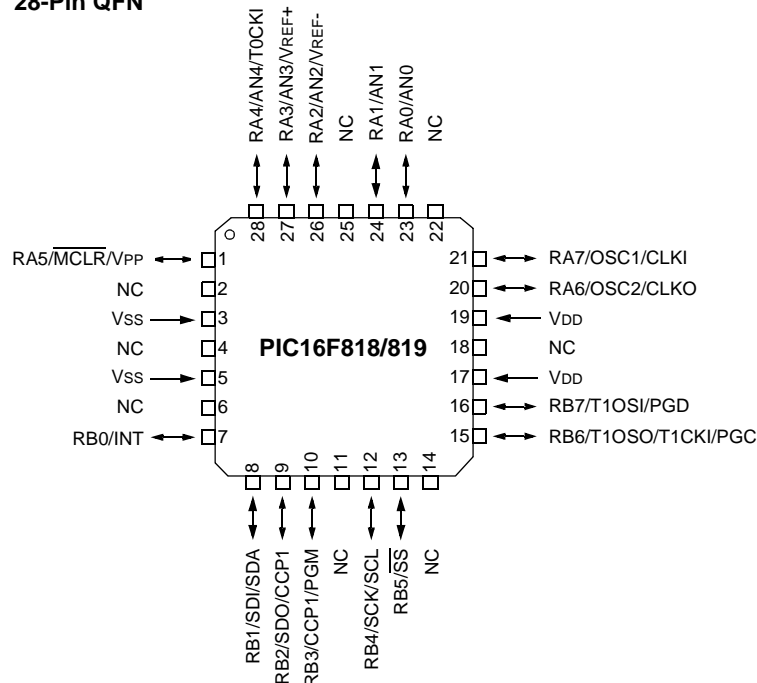 28-Pin QFN
RA4/AN4/T0CKI
RA3/AN3/VREF+
RA2/AN2/VREF-
NC
RA1/AN1
RA0/AN0
NC
28
27
26
25
24
23
22
RA5/MCLR/VPP
1
NC
2
VSS
3
NC
4
VSS
5
NC
6
RB0/INT
7
PIC16F818/819
21
RA7/OSC1/CLKI
20
RA6/OSC2/CLKO
19
VDD
18
NC
17
VDD
16
RB7/T1OSI/PGD
15
RB6/T1OSO/T1CKI/PGC
8
9
10
11
12
13
14
RB1/SDI/SDA
RB2/SDO/CCP1
RB3/CCP1/PGM
NC
RB4/SCK/SCL
RB5/SS
NC